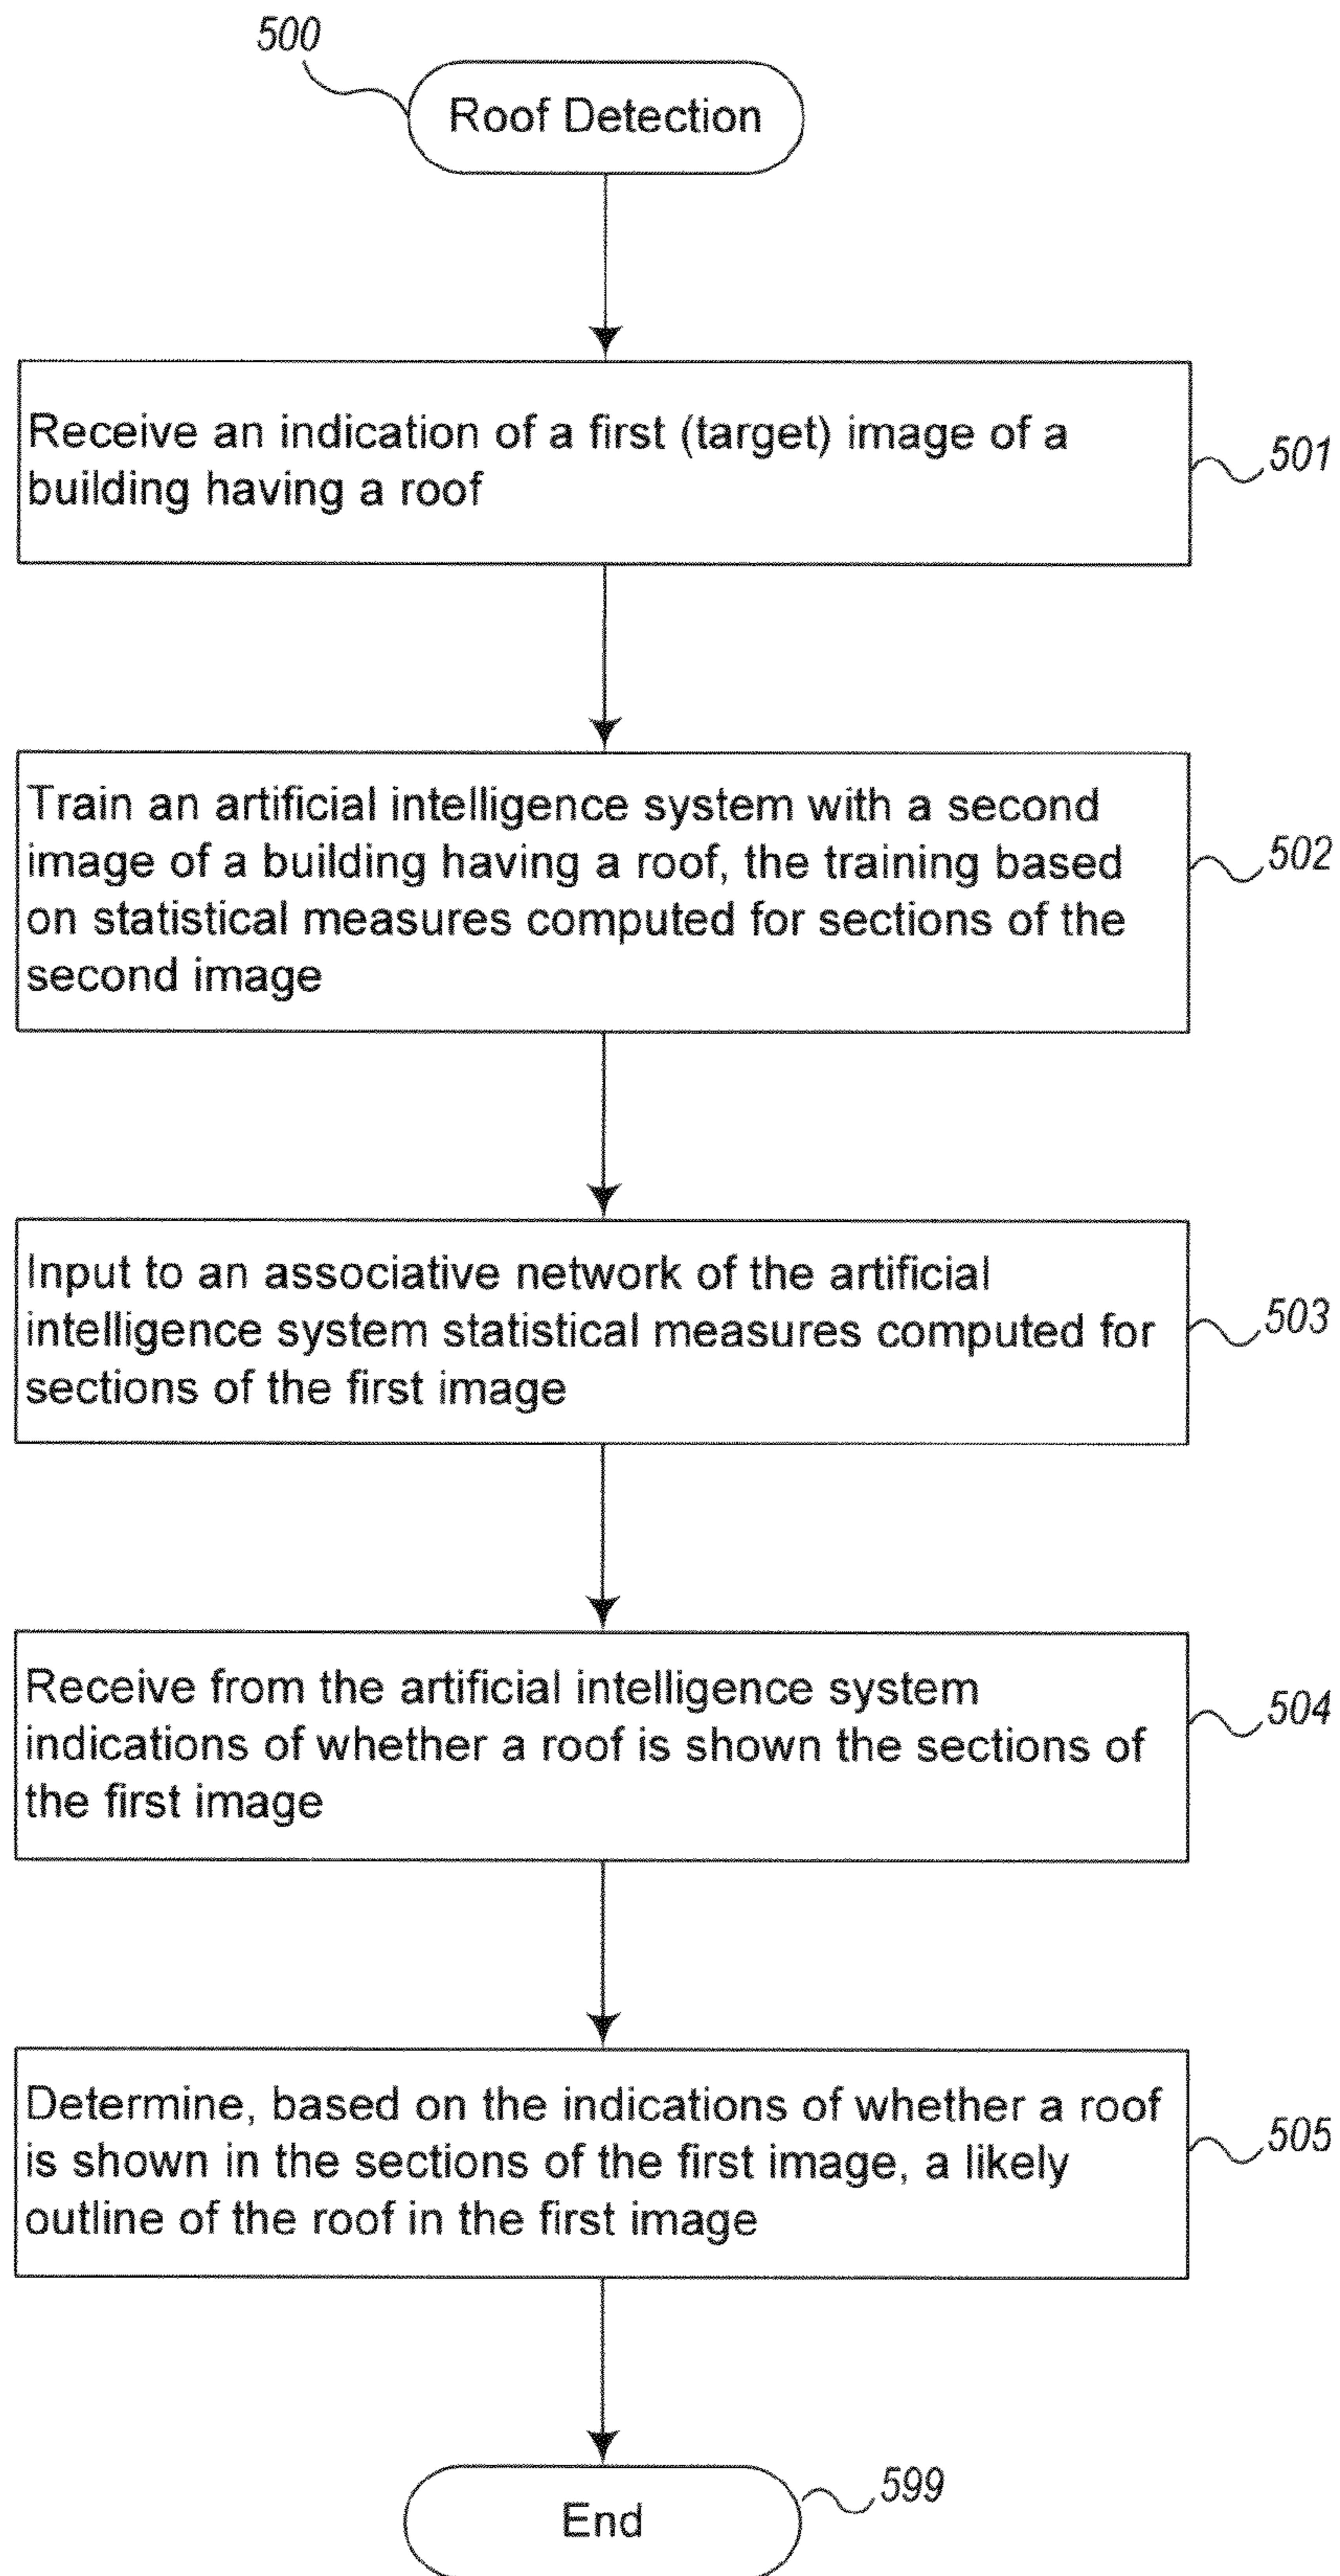 500
Roof Detection
Receive an indication of a first (target) image of a
building having a roof
501
Train an artificial intelligence system with a second
image of a building having a roof, the training based
on statistical measures computed for sections of the
second image
502
Input to an associative network of the artificial
intelligence system statistical measures computed for
sections of the first image
503
Receive from the artificial intelligence system
indications of whether a roof is shown the sections of
the first image
504
Determine, based on the indications of whether a roof
is shown in the sections of the first image, a likely
outline of the roof in the first image
505
End
599